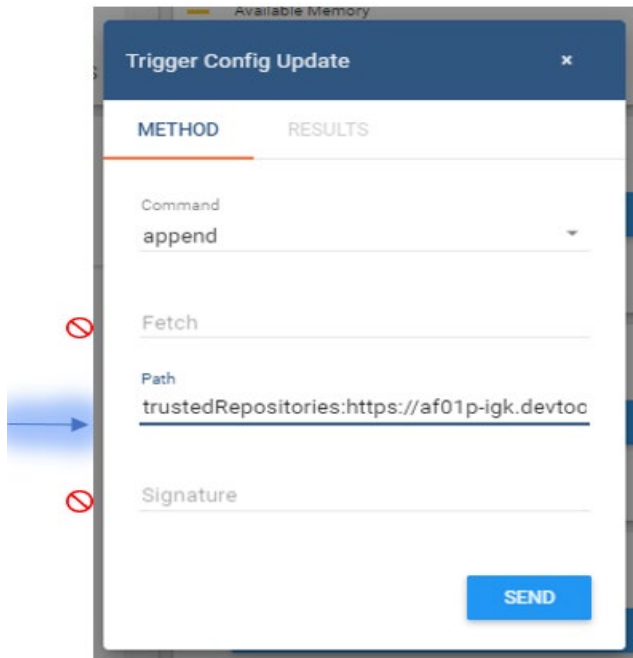 Available Memory
Trigger Config Update
METHOD RESULTS
Command
append
Fetch
Path
trustedRepositories:https://af01p-igk.devtoo
Signature
SEND